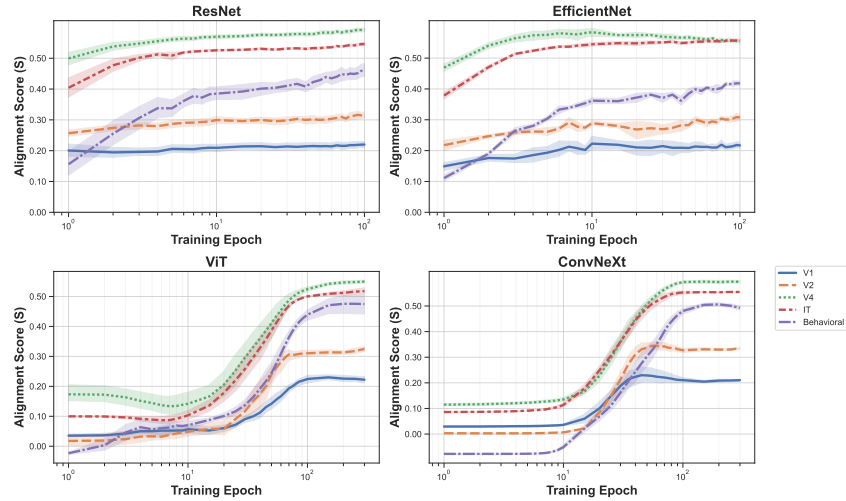 ResNet
EfficientNet
Alignment Score (S)
0.50
0.40
0.30
0.20
0.10
0.00
10^0
10^1
10^2
Training Epoch
Alignment Score (S)
0.50
0.40
0.30
0.20
0.10
0.00
10^0
10^1
10^2
Training Epoch
ViT
ConvNeXt
Alignment Score (S)
0.50
0.40
0.30
0.20
0.10
0.00
10^0
10^1
10^2
Training Epoch
Alignment Score (S)
0.50
0.40
0.30
0.20
0.10
0.00
10^0
10^1
10^2
Training Epoch
V1
V2
V4
IT
Behavioral